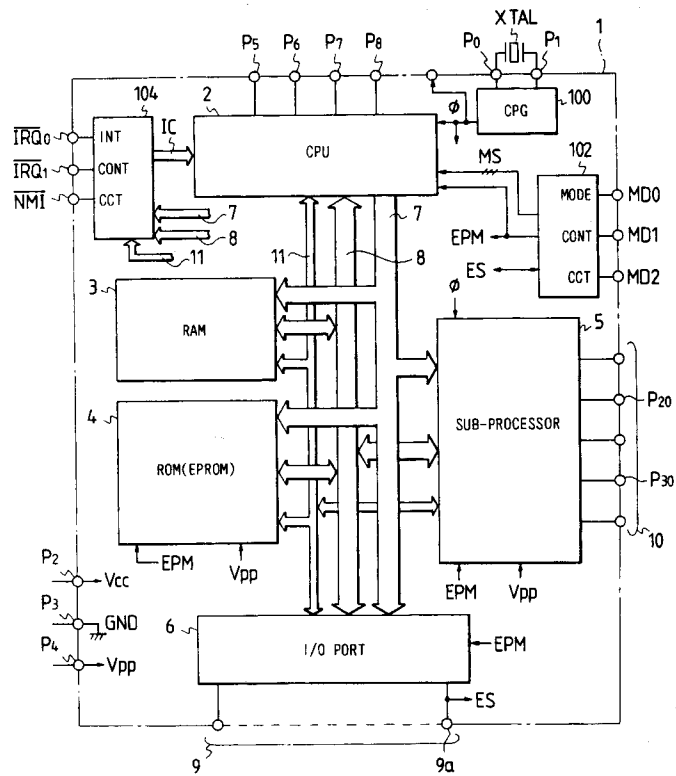 XTAL
P5 P6 P7 P8 P0 P1 1
104 2 CPG 100
IRQ0 INT IC CPU φ
IRQ1 CONT MS 102
NMI CCT MODE MD0
7 7 EPM CONT MD1
8 11 8 ES CCT MD2
11
3 φ 5
RAM
4 P20
SUB-PROCESSOR
ROM(EPROM) P30
10
P2 EPM Vpp EPM Vpp
Vcc
P3 6
GND I/O PORT EPM
P4
Vpp ES
9 9a